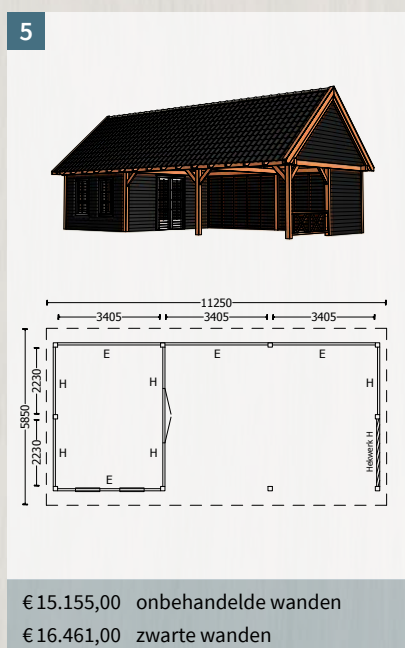 5
11250
3405 3405 3405
E E E
2230
H H H
5850
2230
H H Hekwerk H
E
€ 15.155,00 onbehandelde wanden
€ 16.461,00 zwarte wanden